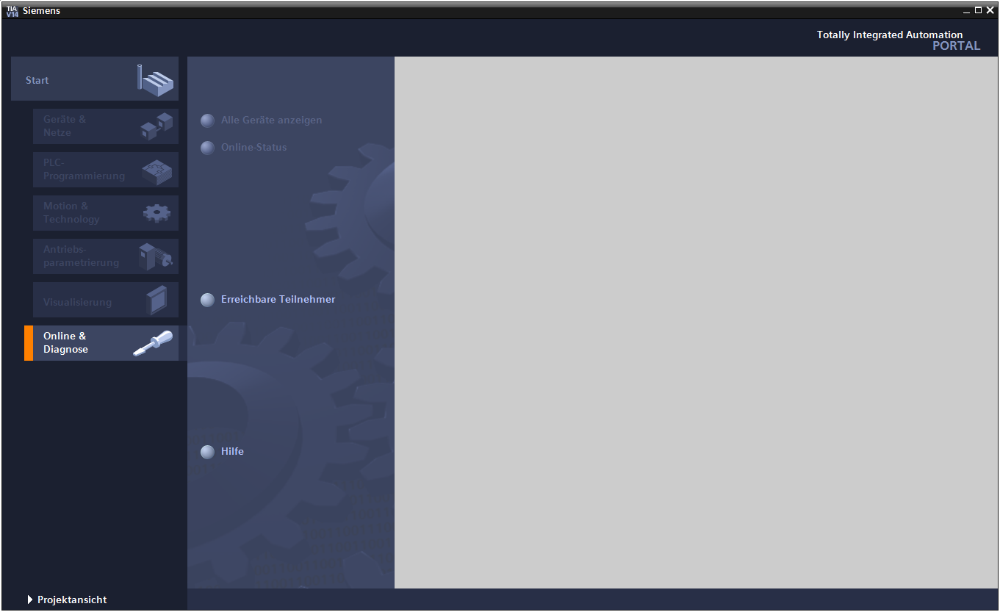 TIA
V14
Siemens
Totally Integrated Automation
PORTAL
Start
Geräte &
Netze
PLC-
Programmierung
Motion &
Technology
Antriebs-
parametrierung
Visualisierung
Online &
Diagnose
Alle Geräte anzeigen
Online-Status
Erreichbare Teilnehmer
Hilfe
Projektansicht